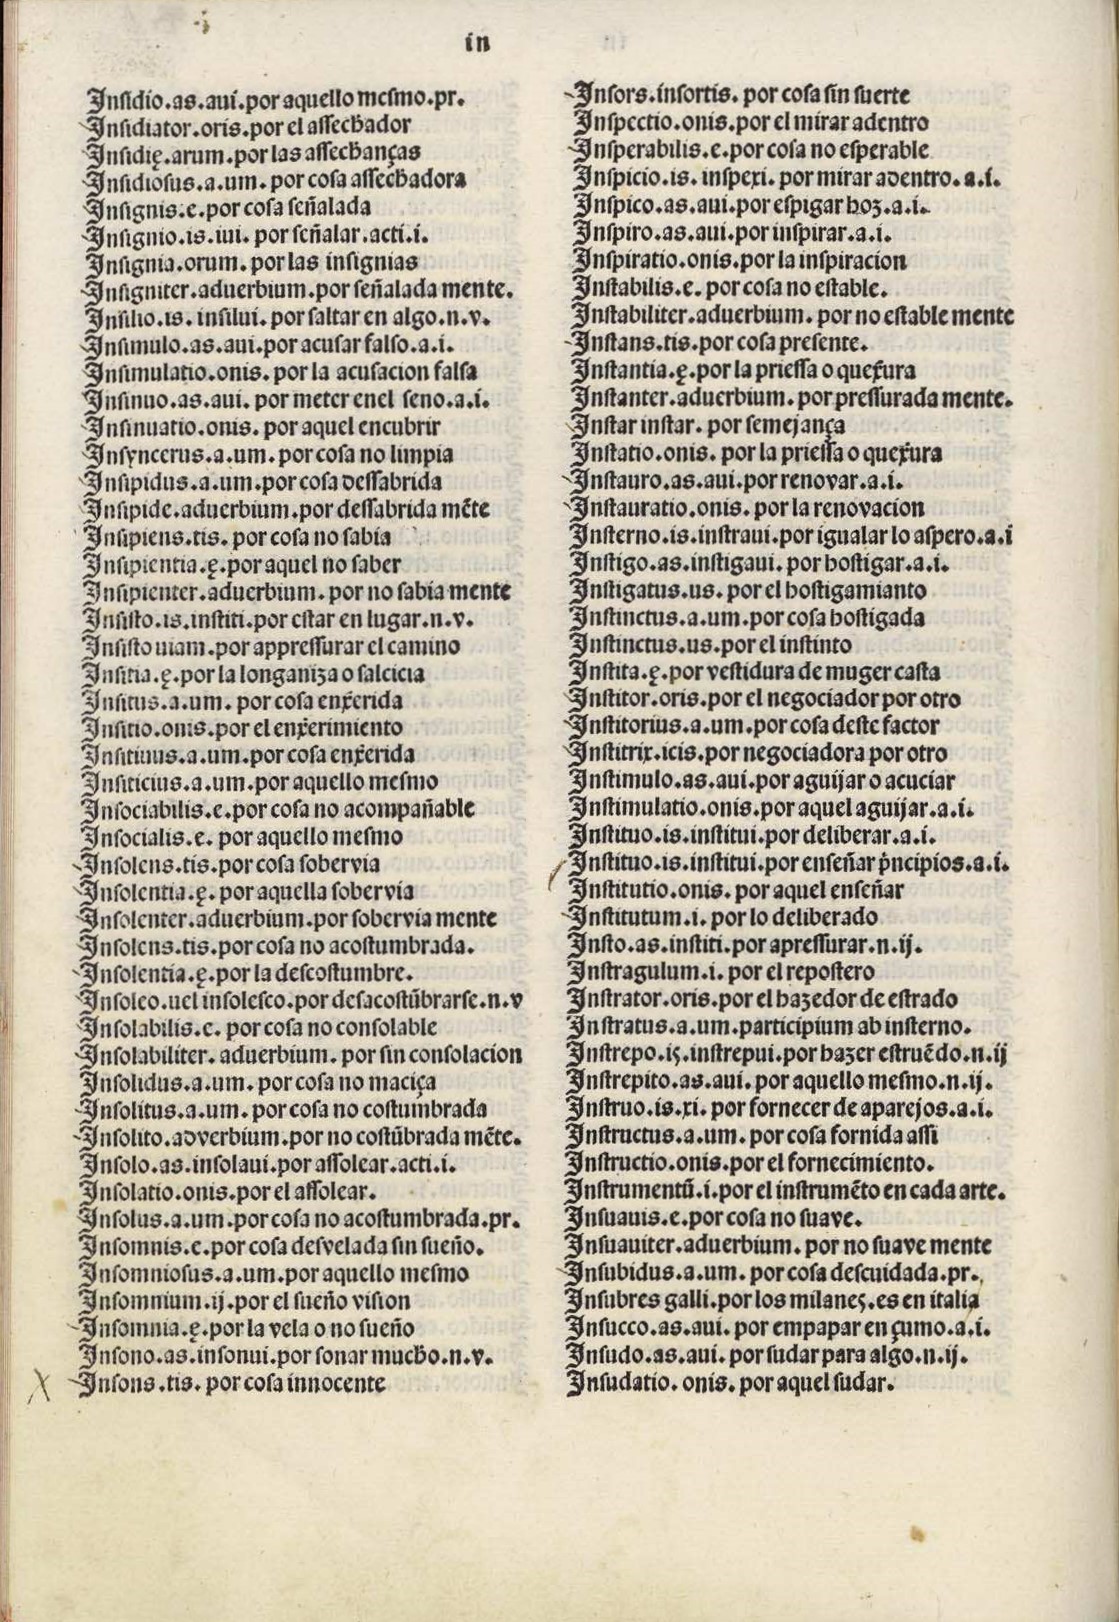 in
Insidio.as.aui.por aquello mesmo.pr.
Insidiator.oris.por el assechador
Insidię.arum.por las assechanças
Insidiosus.a.um.por cosa assechadora
Insignis.e.por cosa señalada
Insignio.is.iui.por señalar.acti.i.
Insignia.orum.por las insignias
Insigniter.aduerbium.por señalada mente.
Insilio.is.insilui.por saltar en algo.n.v.
Insimulo.as.aui.por acusar falso.a.i.
Insimulatio.onis.por la acusacion falsa
Insinuo.as.aui.por meter enel seno.a.i.
Insinuatio.onis.por aquel encubrir
Insyncerus.a.um.por cosa no limpia
Insipidus.a.um.por cosa dessabrida
Insipide.aduerbium.por dessabrida mẽte
Insipiens.tis.por cosa no sabia
Insipientia.ę.por aquel no saber
Insipienter.aduerbium.por no sabia mente
Insisto.is.institi.por estar en lugar.n.v.
Insisto uiam.por appressurar el camino
Insitia.ę.por la longaniza o salcicia
Insitus.a.um.por cosa enxerida
Insitio.onis.por el enxerimiento
Insitiuus.a.um.por cosa enxerida
Insiticius.a.um.por aquello mesmo
Insociabilis.e.por cosa no acompañable
Insocialis.e.por aquello mesmo
Insolens.tis.por cosa sobervia
Insolentia.ę.por aquella sobervia
Insolenter.aduerbium.por sobervia mente
Insolens.tis.por cosa no acostumbrada.
Insolentia.ę.por la descostumbre.
Insoleo.uel insolesco.por desacostũbrarse.n.v
Insolabilis.e.por cosa no consolable
Insolabiliter.aduerbium.por sin consolacion
Insolidus.a.um.por cosa no maciça
Insolitus.a.um.por cosa no costumbrada
Insolito.adverbium.por no costũbrada mẽte.
Insolo.as.insolaui.por assolear.acti.i.
Insolatio.onis.por el assolear.
Insolus.a.um.por cosa no acostumbrada.pr.
Insomnis.e.por cosa desvelada sin sueño.
Insomniosus.a.um.por aquello mesmo
Insomnium.ij.por el sueño vision
Insomnia.ę.por la vela o no sueño
Insono.as.insonui.por sonar mucho.n.v.
Insons.tis.por cosa innocente
Insors.insortis.por cosa sin suerte
Inspectio.onis.por el mirar adentro
Insperabilis.e.por cosa no esperable
Inspicio.is.inspexi.por mirar adentro.a.i.
Inspico.as.aui.por espigar hoz.a.i.
Inspiro.as.aui.por inspirar.a.i.
Inspiratio.onis.por la inspiracion
Instabilis.e.por cosa no estable.
Instabiliter.aduerbium.por no estable mente
Instans.tis.por cosa presente.
Instantia.ę.por la priessa o quexura
Instanter.aduerbium.por pressurada mente.
Instar instar.por semejança
Instatio.onis.por la priessa o quexura
Instauro.as.aui.por renovar.a.i.
Instauratio.onis.por la renovacion
Insterno.is.instraui.por igualar lo aspero.a.i
Instigo.as.instigaui.por hostigar.a.i.
Instigatus.us.por el hostigamianto
Instinctus.a.um.por cosa hostigada
Instinctus.us.por el instinto
Instita.ę.por vestidura de muger casta
Institor.oris.por el negociador por otro
Institorius.a.um.por cosa deste factor
Institrix.icis.por negociadora por otro
Instimulo.as.aui.por aguijar o acuciar
Instimulatio.onis.por aquel aguijar.a.i.
Instituo.is.institui.por deliberar.a.i.
Instituo.is.institui.por enseñar p̃ncipios.a.i.
Institutio.onis.por aquel enseñar
Institutum.i.por lo deliberado
Insto.as.institi.por apressurar.n.ij.
Instragulum.i.por el repostero
Instrator.oris.por el hazedor de estrado
Instratus.a.um.participium ab insterno.
Instrepo.is.instrepui.por hazer estruẽdo.n.ij
Instrepito.as.aui.por aquello mesmo.n.ij.
Instruo.is.xi.por fornecer de aparejos.a.i.
Instructus.a.um.por cosa fornida assi
Instructio.onis.por el fornecimiento.
Instrumentũ.i.por el instrumẽto en cada arte.
Insuauis.e.por cosa no suave.
Insuauiter.aduerbium.por no suave mente
Insubidus.a.um.por cosa descuidada.pr.
Insubres galli.por los milanes.es en italia
Insucco.as.aui.por empapar en çumo.a.i.
Insudo.as.aui.por sudar para algo.n.ij.
Insudatio.onis.por aquel sudar.